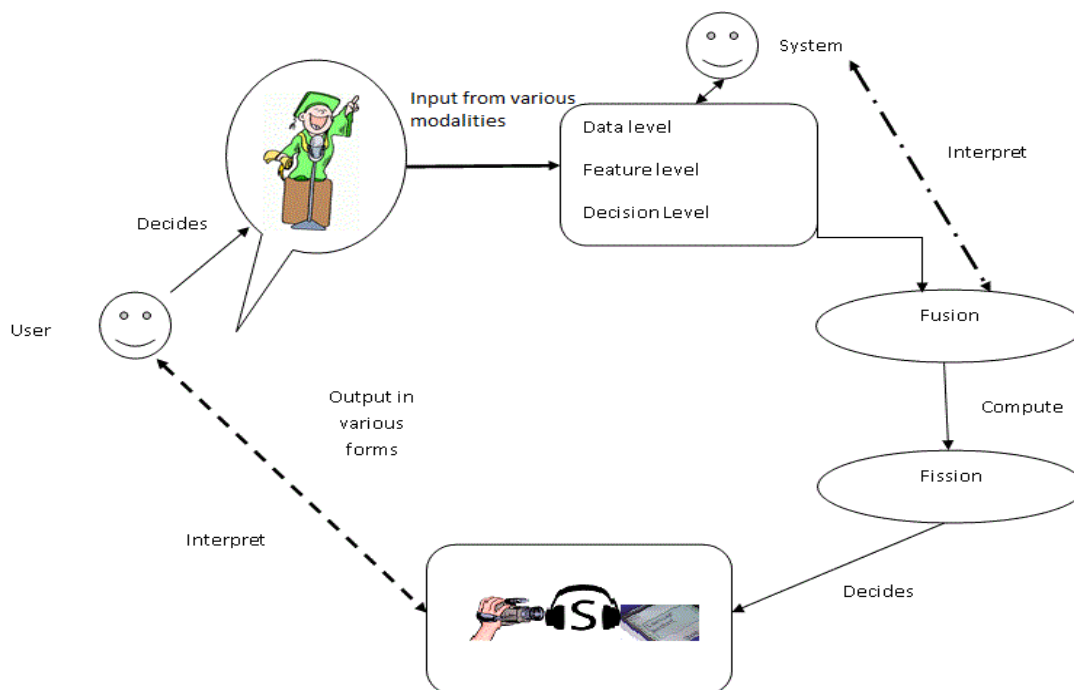 System
Input from various
modalities
Data level
Feature level
Decision Level
Interpret
Decides
User
Fusion
Output in
various
forms
Compute
Fission
Interpret
Decides
S